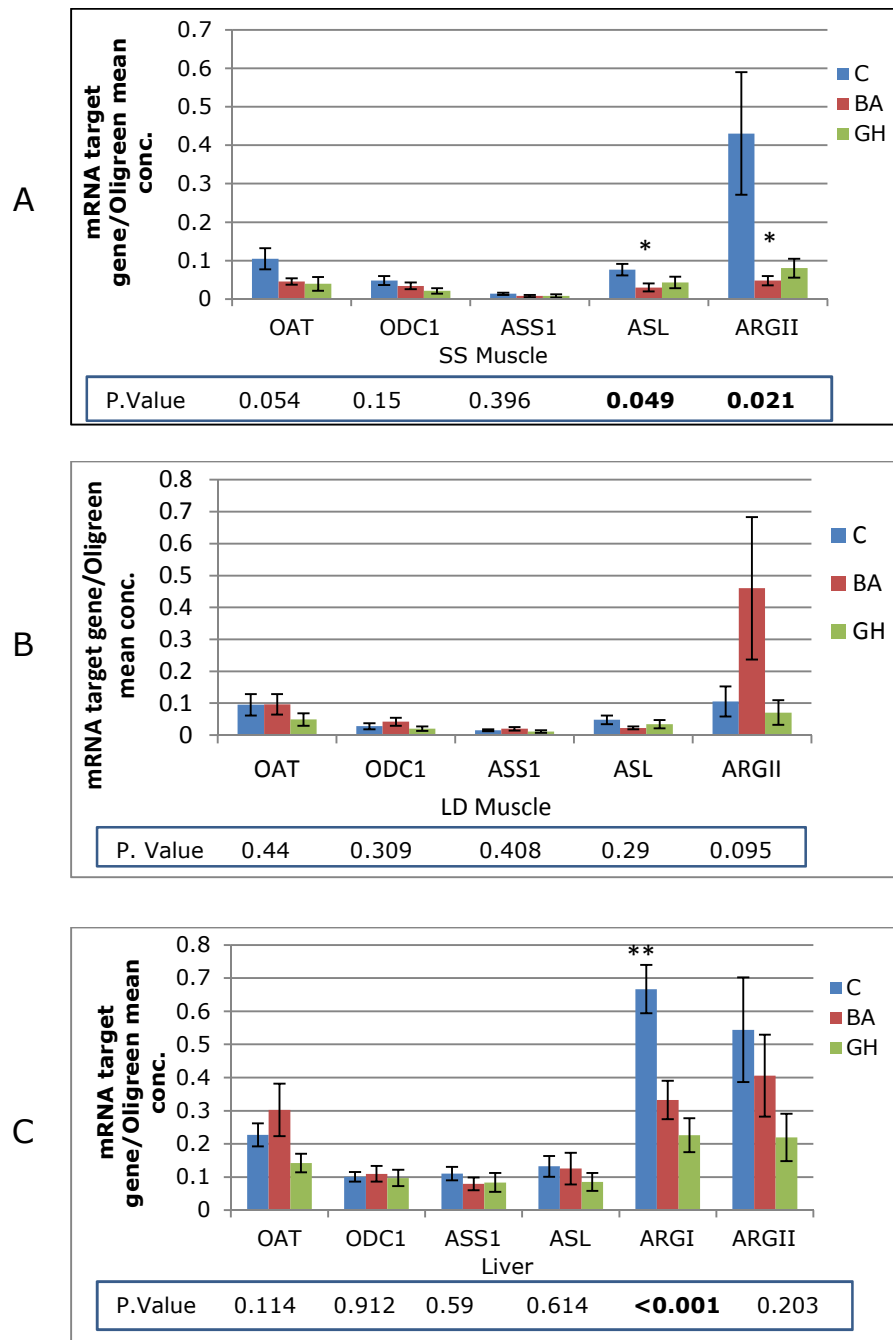 A
mRNA target
gene/Oligreen mean
conc.
0.7
0.6
0.5
0.4
0.3
0.2
0.1
0
*
*
C
BA
GH
OAT ODC1 ASS1 ASL ARGII
SS Muscle
P.Value 0.054 0.15 0.396 0.049 0.021
B
mRNA target gene/Oligreen
mean conc.
0.8
0.7
0.6
0.5
0.4
0.3
0.2
0.1
0
C
BA
GH
OAT ODC1 ASS1 ASL ARGII
LD Muscle
P. Value 0.44 0.309 0.408 0.29 0.095
C
mRNA target
gene/Oligreen mean
conc.
0.8
0.7
0.6
0.5
0.4
0.3
0.2
0.1
0
**
C
BA
GH
OAT ODC1 ASS1 ASL ARGI ARGII
Liver
P.Value 0.114 0.912 0.59 0.614 <0.001 0.203